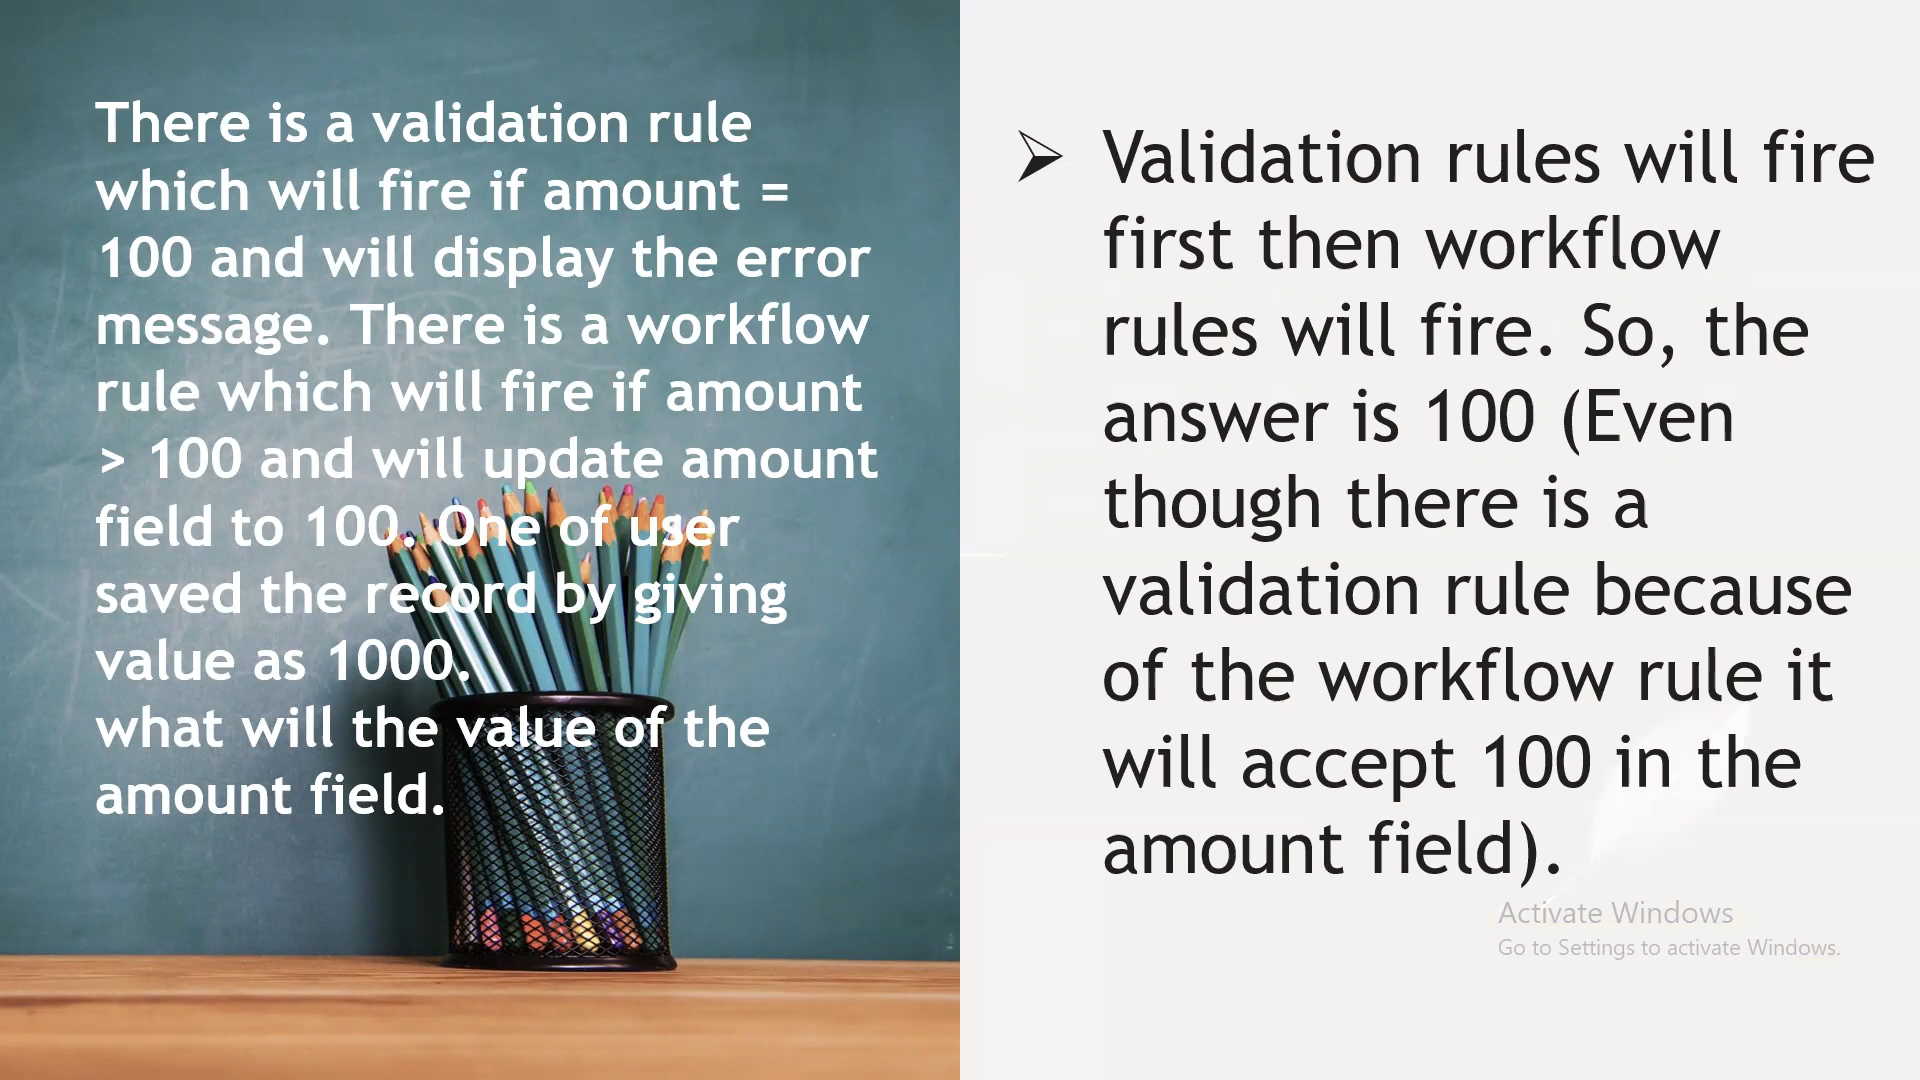 There is a validation rule
which will fire if amount =
100 and will display the error
message. There is a workflow
rule which will fire if amount
> 100 and will update amount
field to 100. One of user
saved the record by giving
value as 1000.
what will the value of the
amount field.
➢ Validation rules will fire
first then workflow
rules will fire. So, the
answer is 100 (Even
though there is a
validation rule because
of the workflow rule it
will accept 100 in the
amount field).
Activate Windows
Go to Settings to activate Windows.